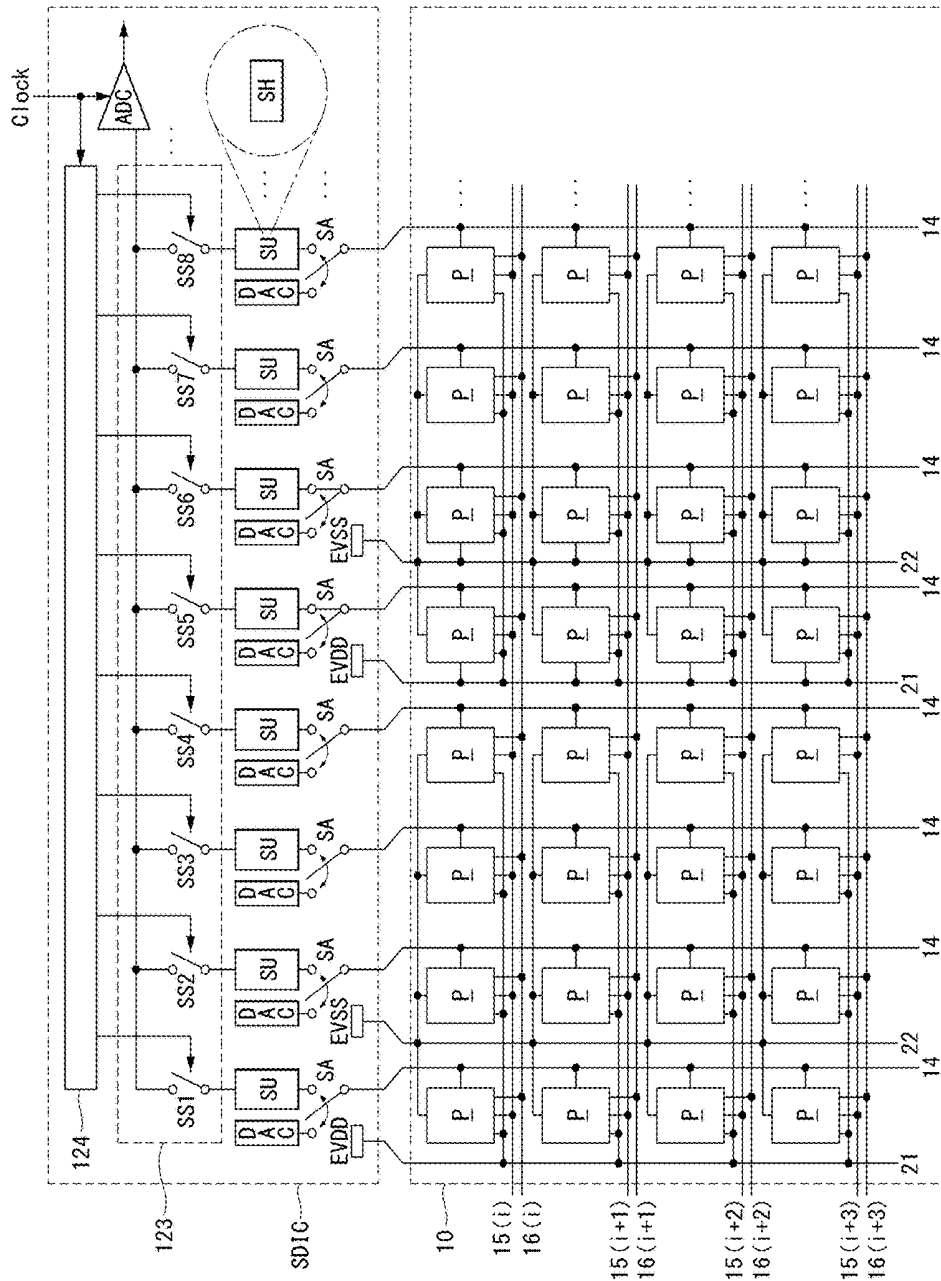 Clock
124
ADC
123
SS1 SS2 SS3 SS4 SS5 SS6 SS7 SS8 ...
SH
SDIC
DAC SU DAC SU DAC SU DAC SU DAC SU DAC SU DAC SU DAC SU ...
SA SA SA SA SA SA SA SA ...
EVDD EVSS EVDD EVSS
10
P P P P P P P P ...
15(i)
16(i)
P P P P P P P P ...
15(i+1)
16(i+1)
P P P P P P P P ...
15(i+2)
16(i+2)
P P P P P P P P ...
15(i+3)
16(i+3)
21 14 22 14 14 14 21 14 22 14 14 14